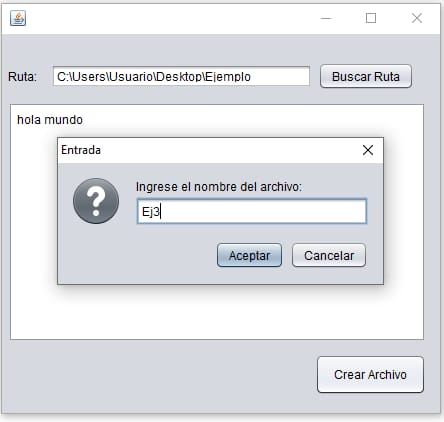 Ruta: C:\Users\Usuario\Desktop\Ejemplo Buscar Ruta
hola mundo
Entrada
Ingrese el nombre del archivo:
Ej3
Aceptar Cancelar
Crear Archivo